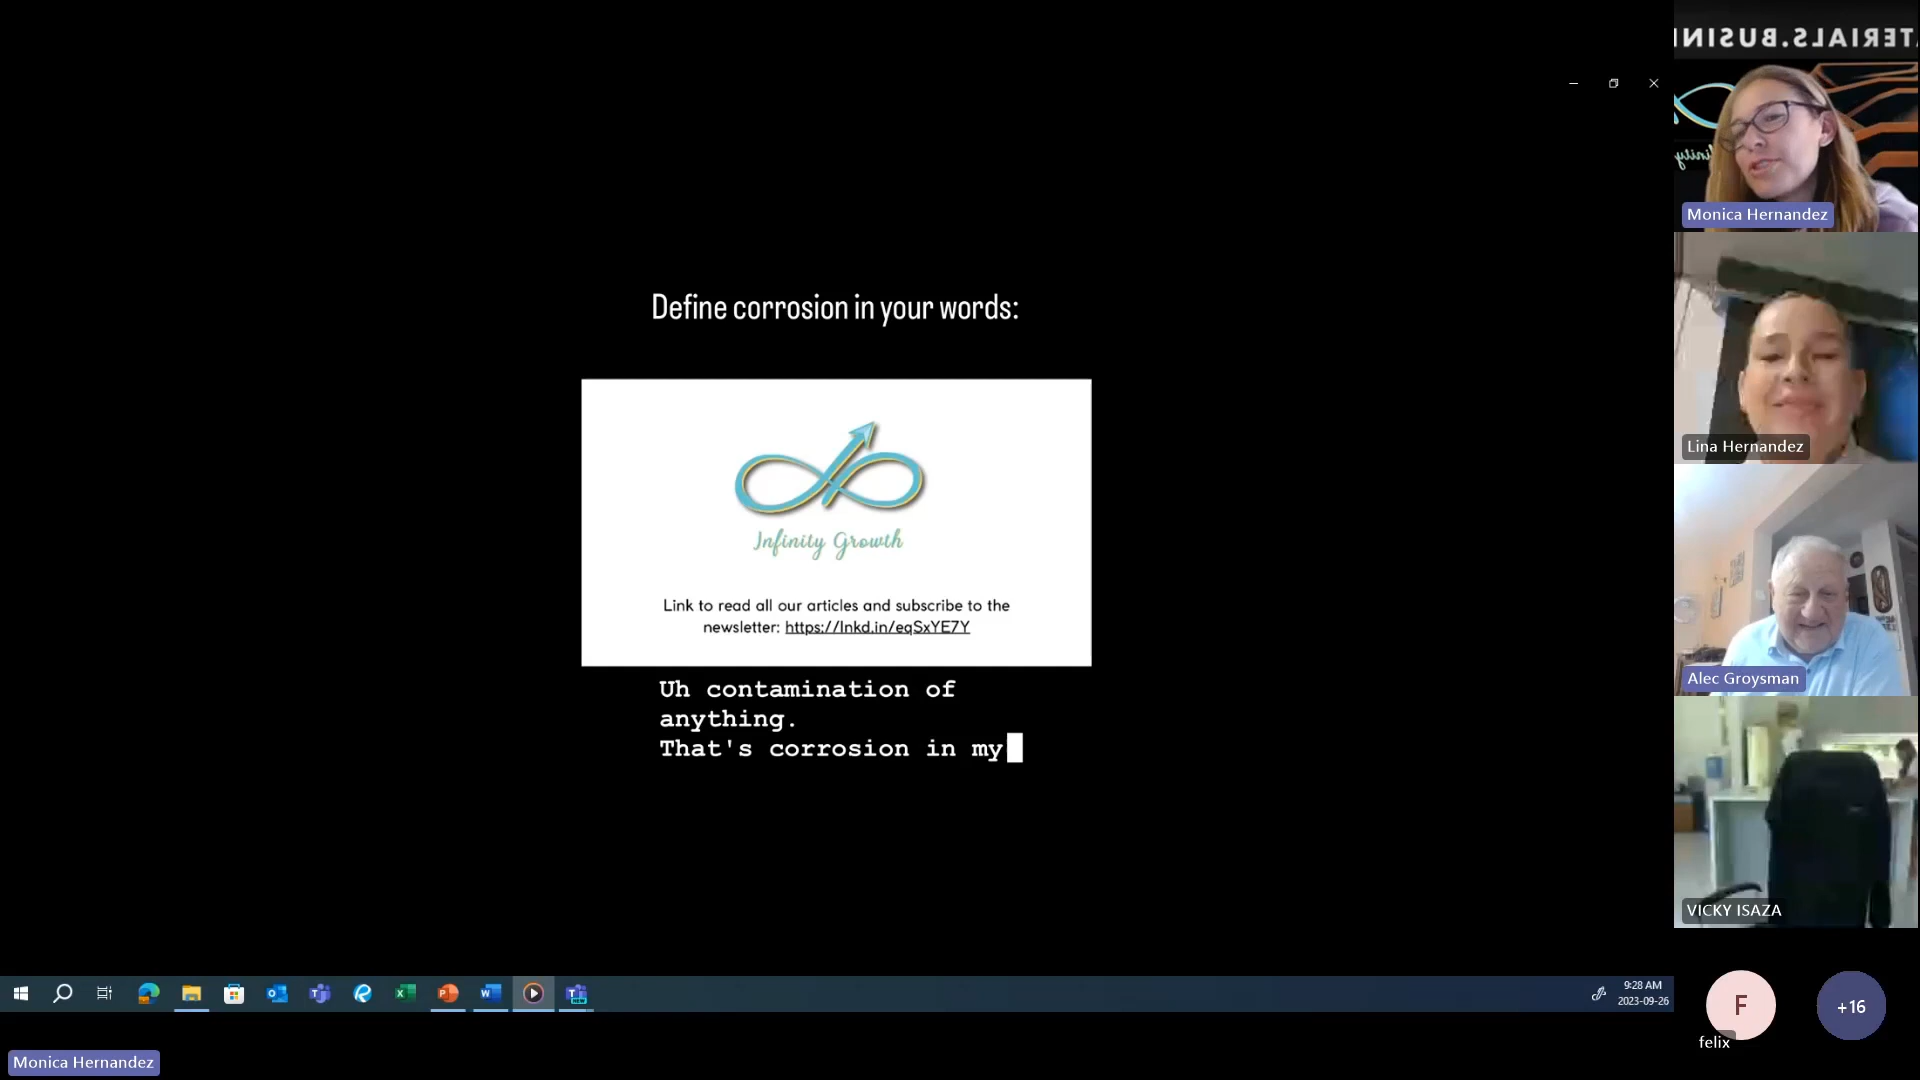 TERIALS.BUSINE
Monica Hernandez
Define corrosion in your words:
Infinity Growth
Link to read all our articles and subscribe to the
newsletter: https://lnkd.in/eqSxYE7Y
Uh contamination of
anything.
That's corrosion in my
Lina Hernandez
Alec Groysman
VICKY ISAZA
9:28 AM
2023-09-26
F
felix
+16
Monica Hernandez